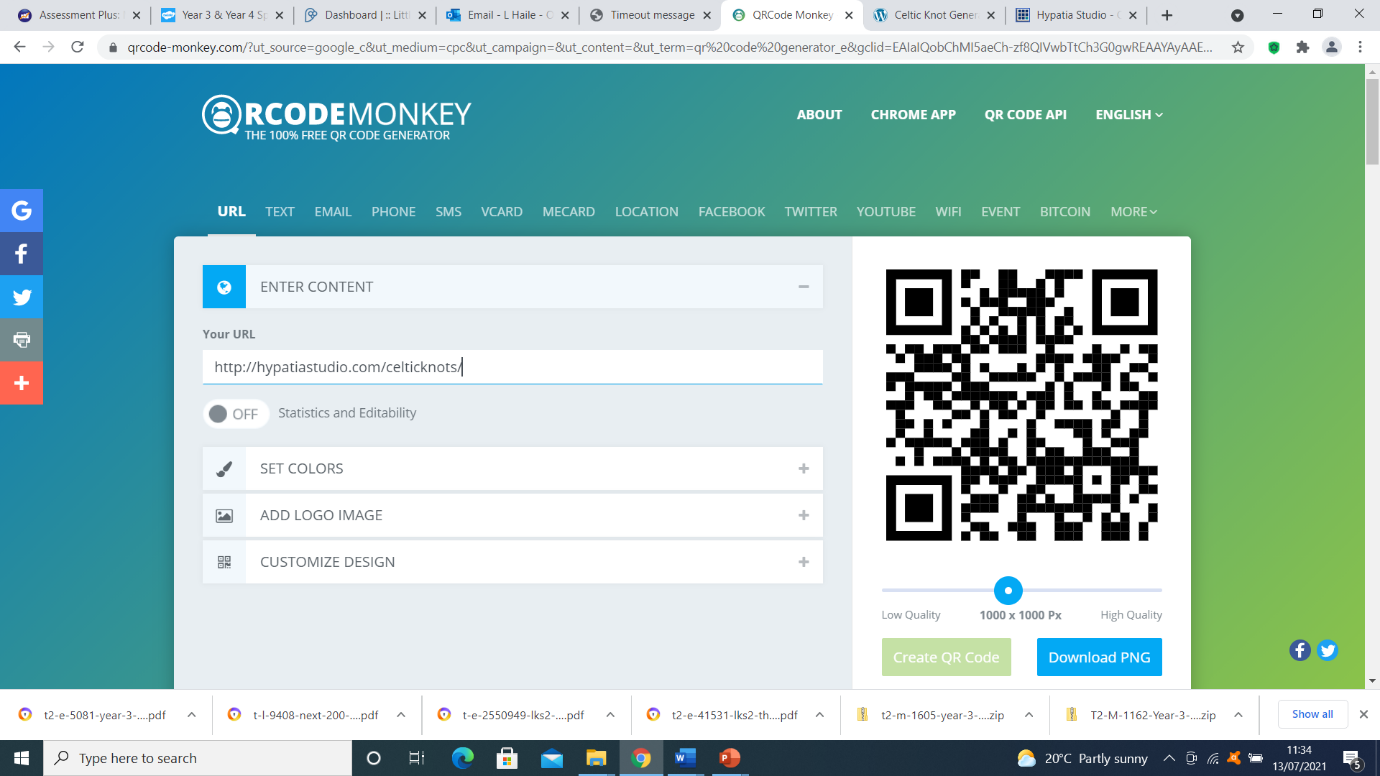 Assessment Plus:
Year 3 & Year 4 Sp
Dashboard | :: Littl
Email - L Haile - O
Timeout message
QRCode Monkey
Celtic Knot Gener
Hypatia Studio - C
qrcode-monkey.com/?ut_source=google_c&ut_medium=cpc&ut_campaign=&ut_content=&ut_term=qr%20code%20generator_e&gclid=EAIaIQobChMI5aeCh-zf8QIVwbTtCh3G0gwREAAYAyAAE...
QRCODEMONKEY
THE 100% FREE QR CODE GENERATOR
ABOUT CHROME APP QR CODE API ENGLISH
URL TEXT EMAIL PHONE SMS VCARD MECARD LOCATION FACEBOOK TWITTER YOUTUBE WIFI EVENT BITCOIN MORE
ENTER CONTENT
Your URL
http://hypatiastudio.com/celticknots/
OFF Statistics and Editability
SET COLORS
ADD LOGO IMAGE
CUSTOMIZE DESIGN
Low Quality 1000 x 1000 Px High Quality
Create QR Code Download PNG
t2-e-5081-year-3-....pdf
t-l-9408-next-200-....pdf
t-e-2550949-lks2-....pdf
t2-e-41531-lks2-th....pdf
t2-m-1605-year-3-....zip
T2-M-1162-Year-3-....zip
Show all
Type here to search
20°C Partly sunny
11:34
13/07/2021
5